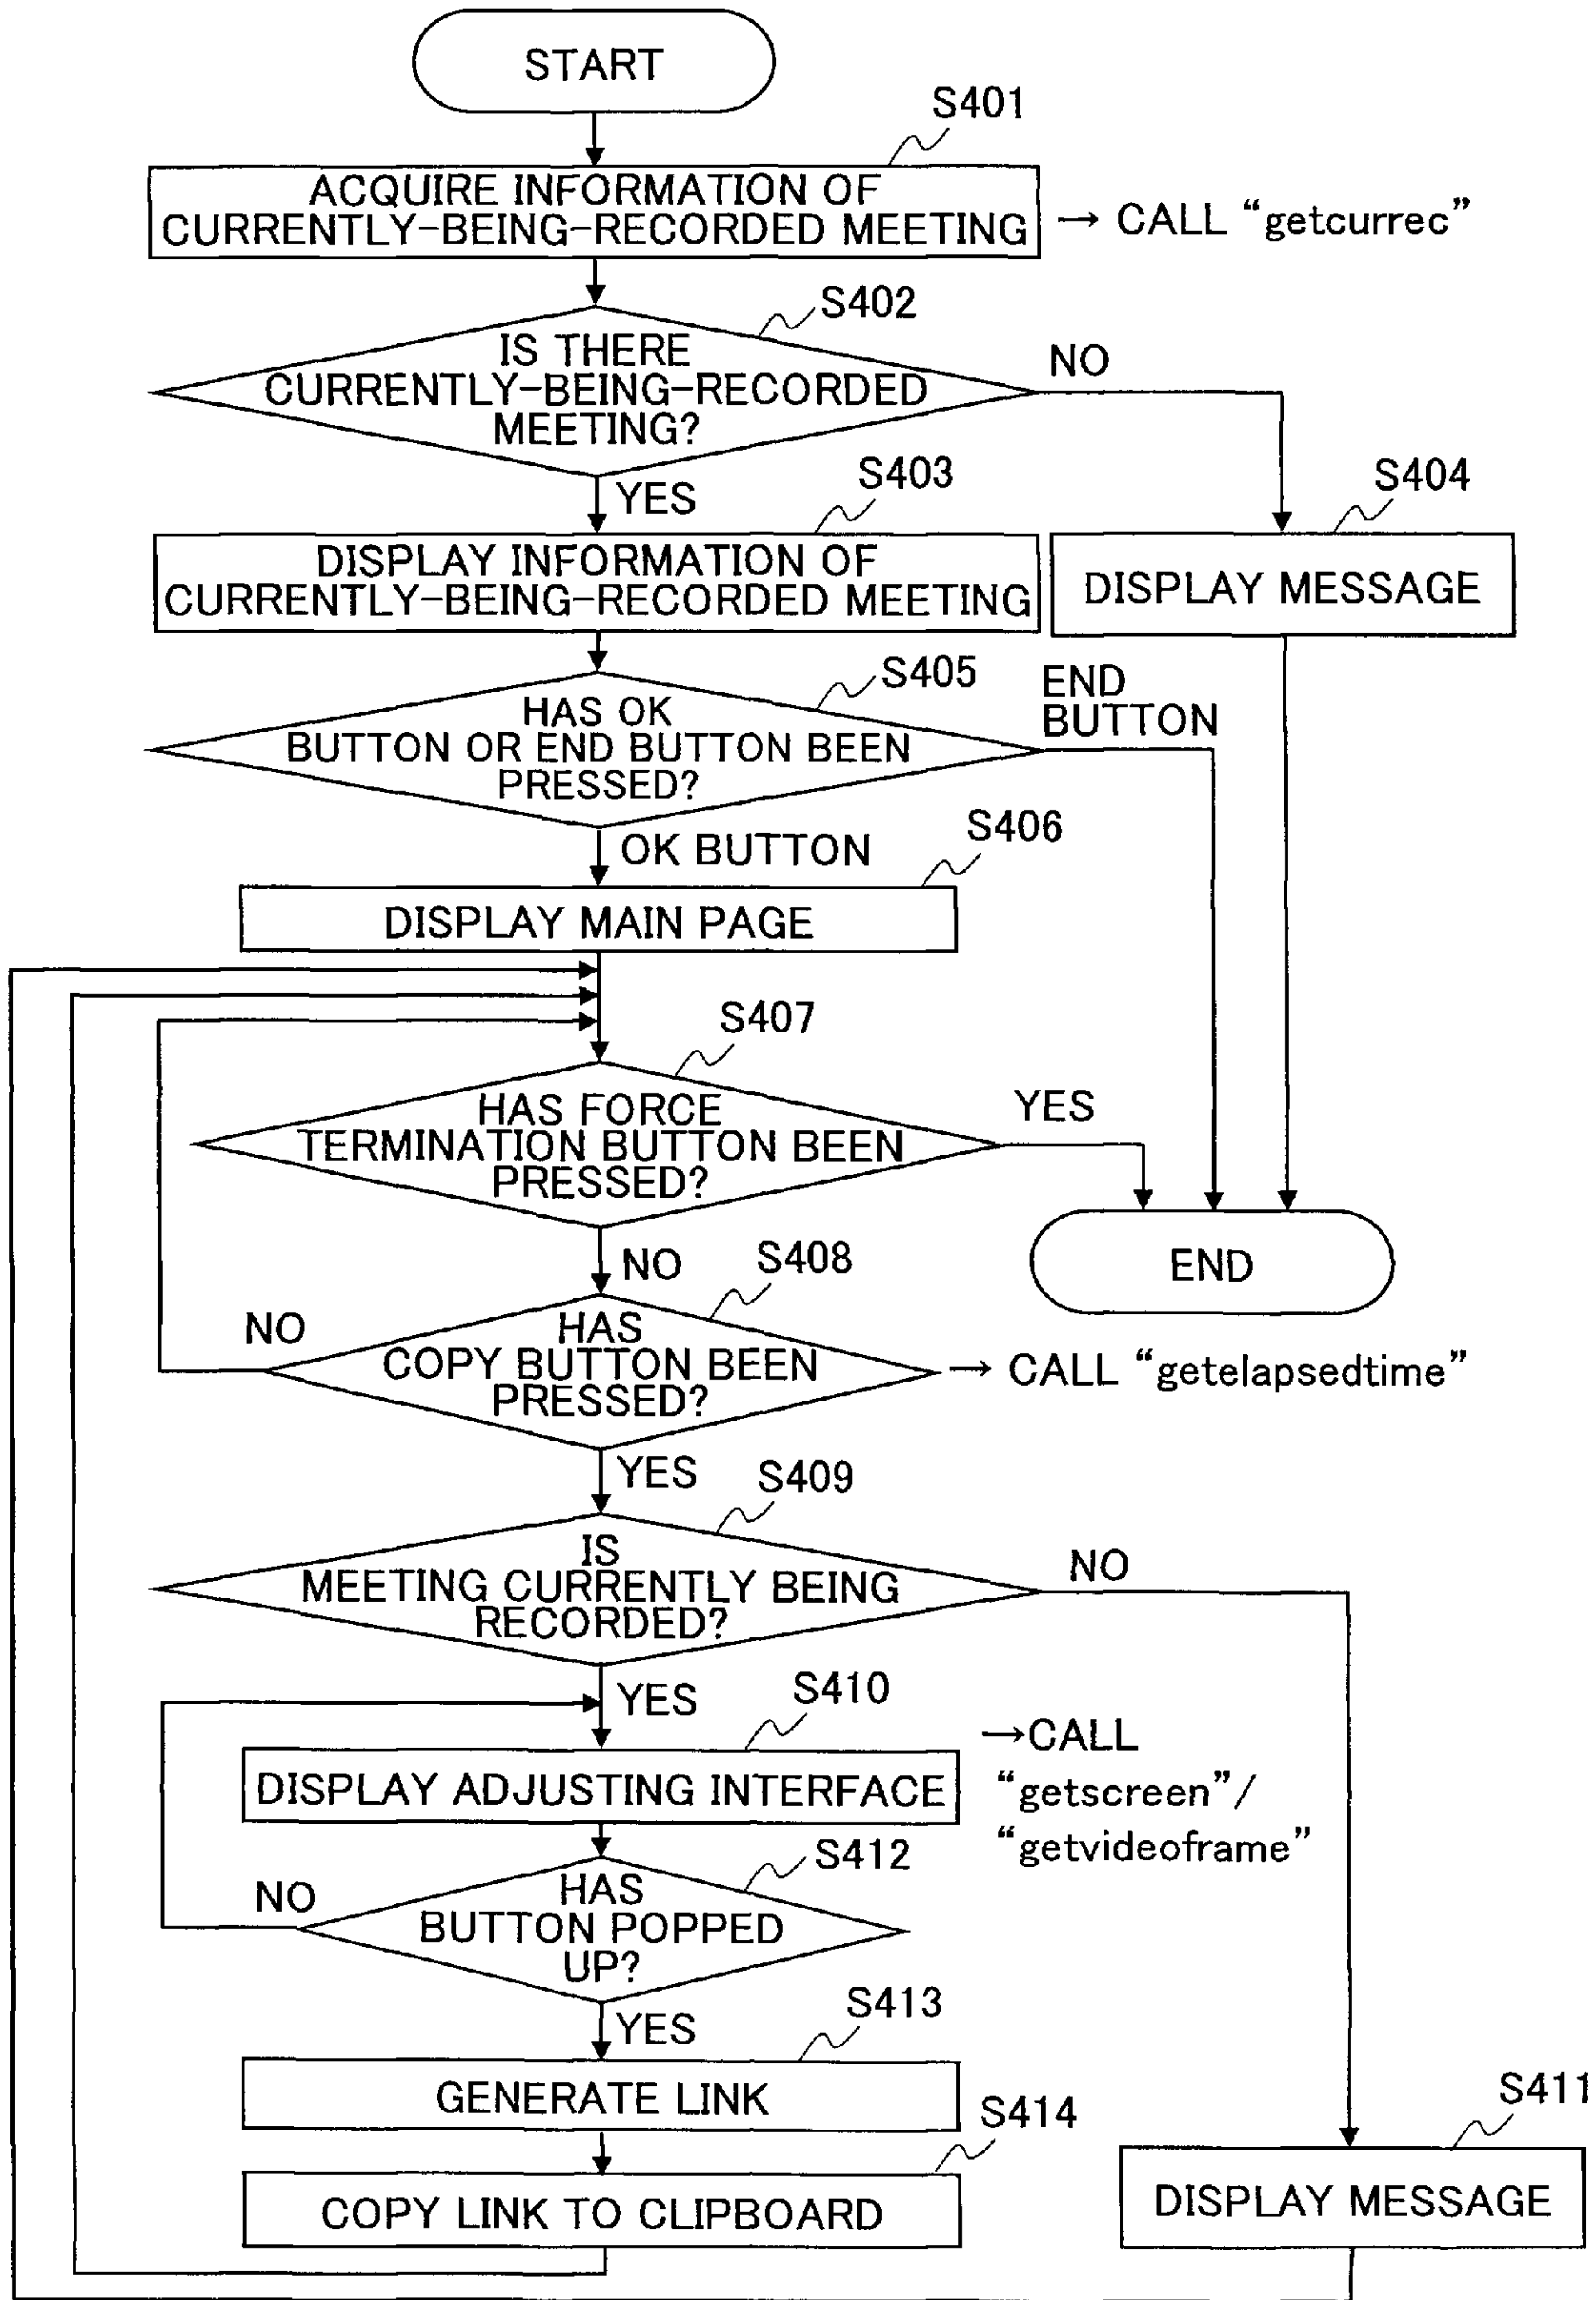 START
S401
ACQUIRE INFORMATION OF
CURRENTLY-BEING-RECORDED MEETING
→ CALL “getcurrec”
S402
IS THERE
CURRENTLY-BEING-RECORDED
MEETING?
NO
YES
S403
S404
DISPLAY INFORMATION OF
CURRENTLY-BEING-RECORDED MEETING
DISPLAY MESSAGE
S405
HAS OK
BUTTON OR END BUTTON BEEN
PRESSED?
END
BUTTON
OK BUTTON
S406
DISPLAY MAIN PAGE
S407
HAS FORCE
TERMINATION BUTTON BEEN
PRESSED?
YES
NO
END
S408
HAS
COPY BUTTON BEEN
PRESSED?
NO
→ CALL “getelapsedtime”
YES
S409
IS
MEETING CURRENTLY BEING
RECORDED?
NO
YES
S410
DISPLAY ADJUSTING INTERFACE
→CALL
“getscreen”/
“getvideoframe”
S412
HAS
BUTTON POPPED
UP?
NO
YES
S413
GENERATE LINK
S414
COPY LINK TO CLIPBOARD
S411
DISPLAY MESSAGE